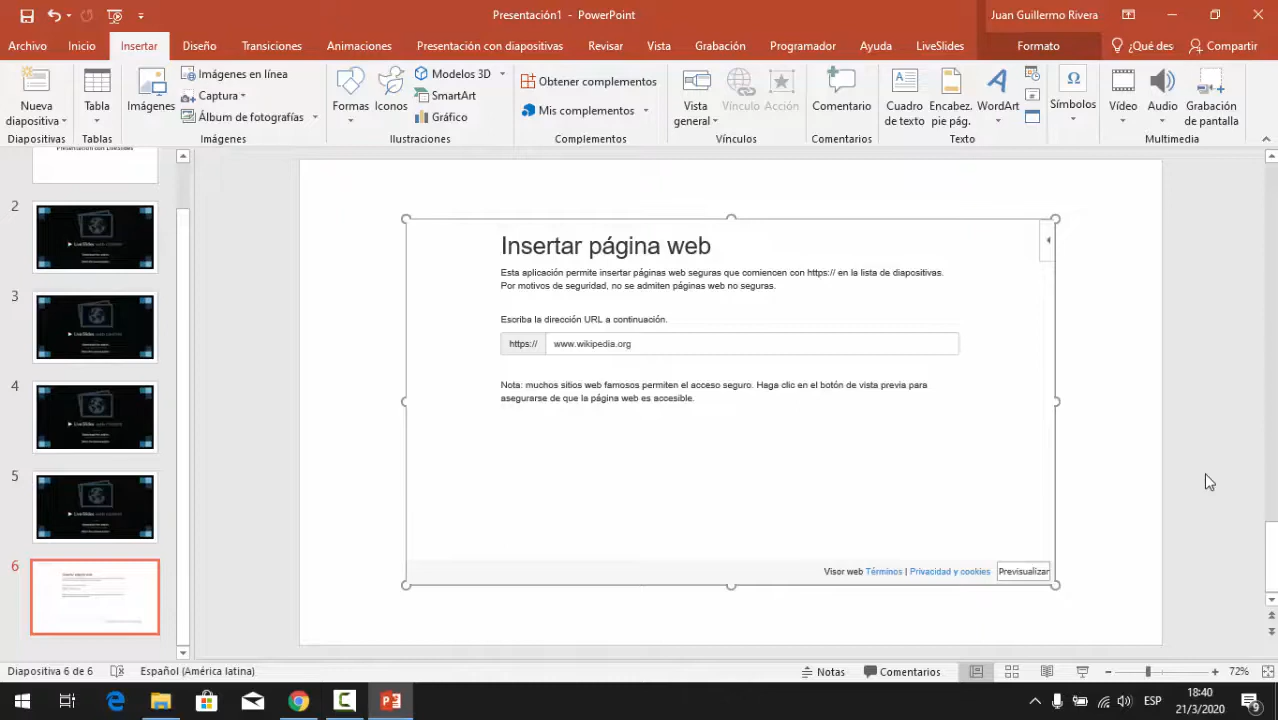 Presentación1 - PowerPoint
Juan Guillermo Rivera
Archivo Inicio Insertar Diseño Transiciones Animaciones Presentación con diapositivas Revisar Vista Grabación Programador Ayuda LiveSlides Formato ¿Qué des Compartir
Nueva diapositiva
Tabla
Imágenes
Imágenes en línea
Captura
Álbum de fotografías
Formas
Iconos
Modelos 3D
SmartArt
Gráfico
Obtener complementos
Mis complementos
Vista general
Vínculo
Acción
Comentario
Cuadro de texto
Encabez. pie pág.
WordArt
Símbolos
Vídeo
Audio
Grabación de pantalla
Diapositivas Tablas Imágenes Ilustraciones Complementos Vínculos Comentarios Texto Multimedia
2
3
4
5
6
Insertar página web
Esta aplicación permite insertar páginas web seguras que comiencen con https:// en la lista de diapositivas.
Por motivos de seguridad, no se admiten páginas web no seguras.
Escriba la dirección URL a continuación.
https:// www.wikipedia.org
Nota: muchos sitios web famosos permiten el acceso seguro. Haga clic en el botón de vista previa para
asegurarse de que la página web es accesible.
Visor web Términos | Privacidad y cookies Previsualizar
Diapositiva 6 de 6 Español (América latina) Notas Comentarios 72%
ESP
18:40
21/3/2020
9